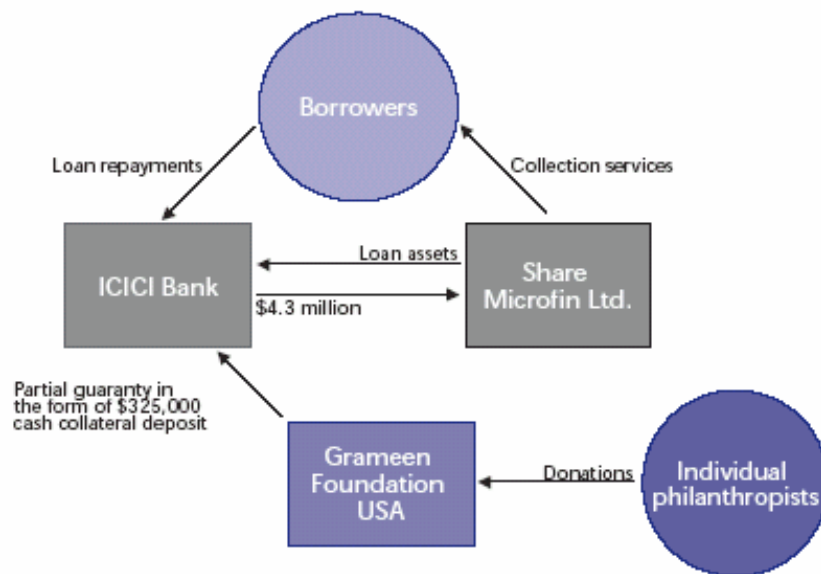 Borrowers
Loan repayments
Collection services
ICICI Bank
Loan assets
$4.3 million
Share
Microfin Ltd.
Partial guaranty in
the form of $325,000
cash collateral deposit
Grameen
Foundation
USA
Donations
Individual
philanthropists